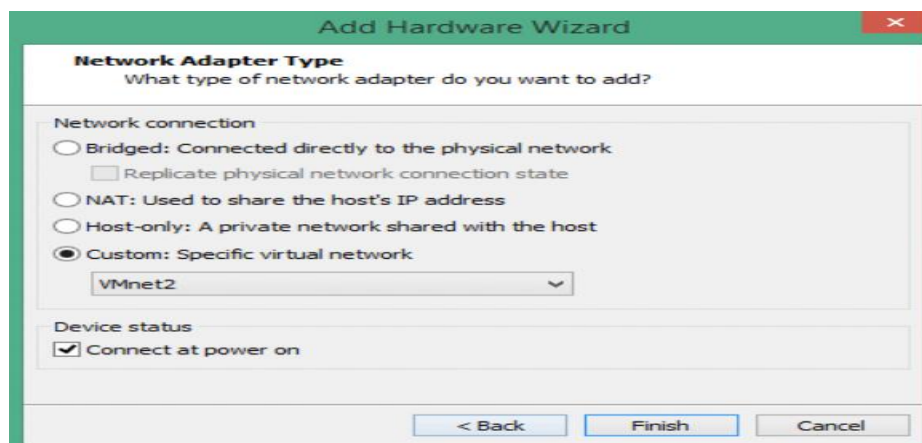 Add Hardware Wizard
Network Adapter Type
What type of network adapter do you want to add?
Network connection
Bridged: Connected directly to the physical network
Replicate physical network connection state
NAT: Used to share the host's IP address
Host-only: A private network shared with the host
Custom: Specific virtual network
VMnet2
Device status
Connect at power on
< Back Finish Cancel